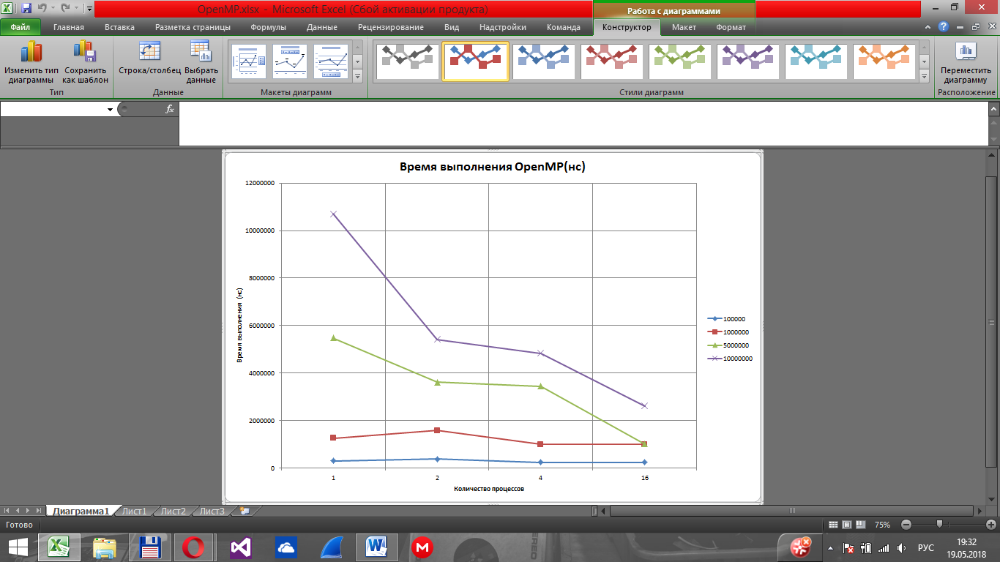 OpenMP.xlsx - Microsoft Excel (Сбой активации продукта)
Работа с диаграммами
Файл Главная Вставка Разметка страницы Формулы Данные Рецензирование Вид Надстройки Команда Конструктор Макет Формат
Изменить тип диаграммы
Сохранить как шаблон
Строка/столбец
Выбрать данные
Переместить диаграмму
Тип Данные Макеты диаграмм Стили диаграмм Расположение
fx
Время выполнения OpenMP(нс)
12000000
10000000
8000000
6000000
4000000
2000000
0
Время выполнения (нс)
1 2 4 16
Количество процессов
100000
1000000
5000000
10000000
Диаграмма1 Лист1 Лист2 Лист3
Готово
75%
РУС
19:32
19.05.2018